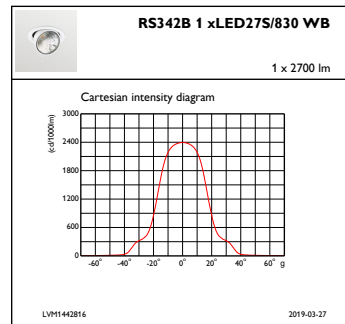 RS342B 1 xLED27S/830 WB
1 x 2700 lm
Cartesian intensity diagram
(cd/1000lm)
3000
2400
1800
1200
600
0
-60° -40° -20° 0° 20° 40° 60° g
LVM1442816 2019-03-27